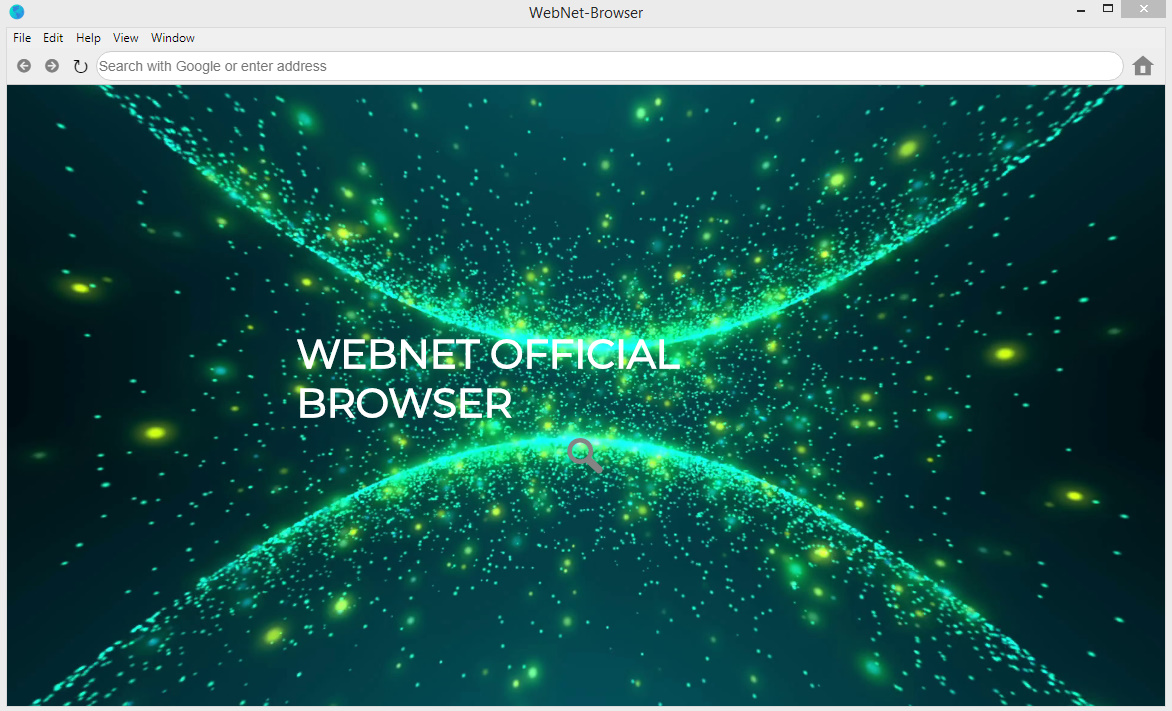 WebNet-Browser
File Edit Help View Window
Search with Google or enter address
WEBNET OFFICIAL
BROWSER